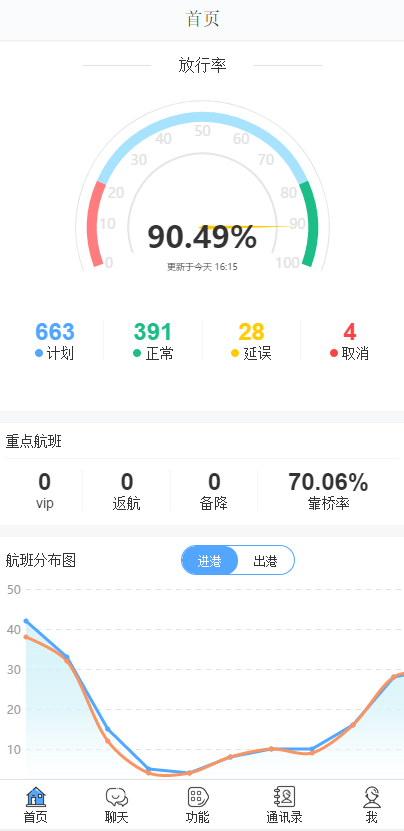 首页
放行率
0 10 20 30 40 50 60 70 80 90 100
90.49%
更新于今天 16:15
663 391 28 4
计划 正常 延误 取消
重点航班
0 0 0 70.06%
vip 返航 备降 靠桥率
航班分布图 进港 出港
50
40
30
20
10
首页 聊天 功能 通讯录 我